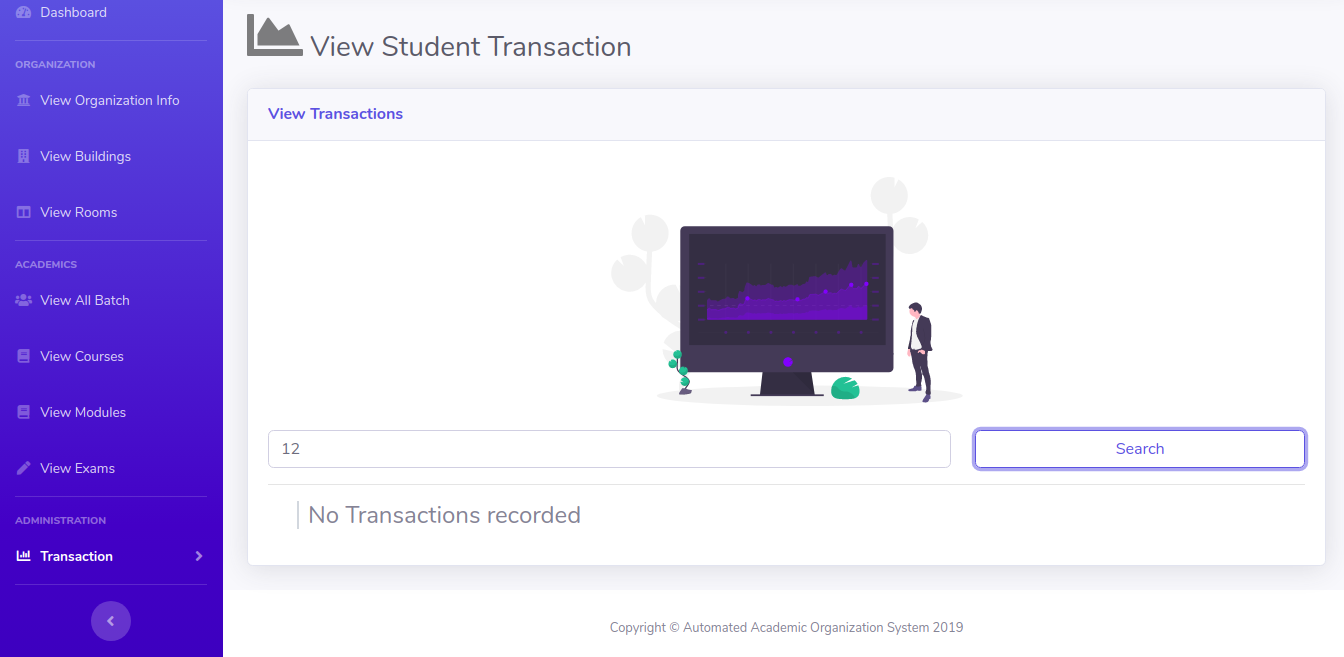 Dashboard
ORGANIZATION
View Organization Info
View Buildings
View Rooms
ACADEMICS
View All Batch
View Courses
View Modules
View Exams
ADMINISTRATION
Transaction
View Student Transaction
View Transactions
12
Search
No Transactions recorded
Copyright © Automated Academic Organization System 2019